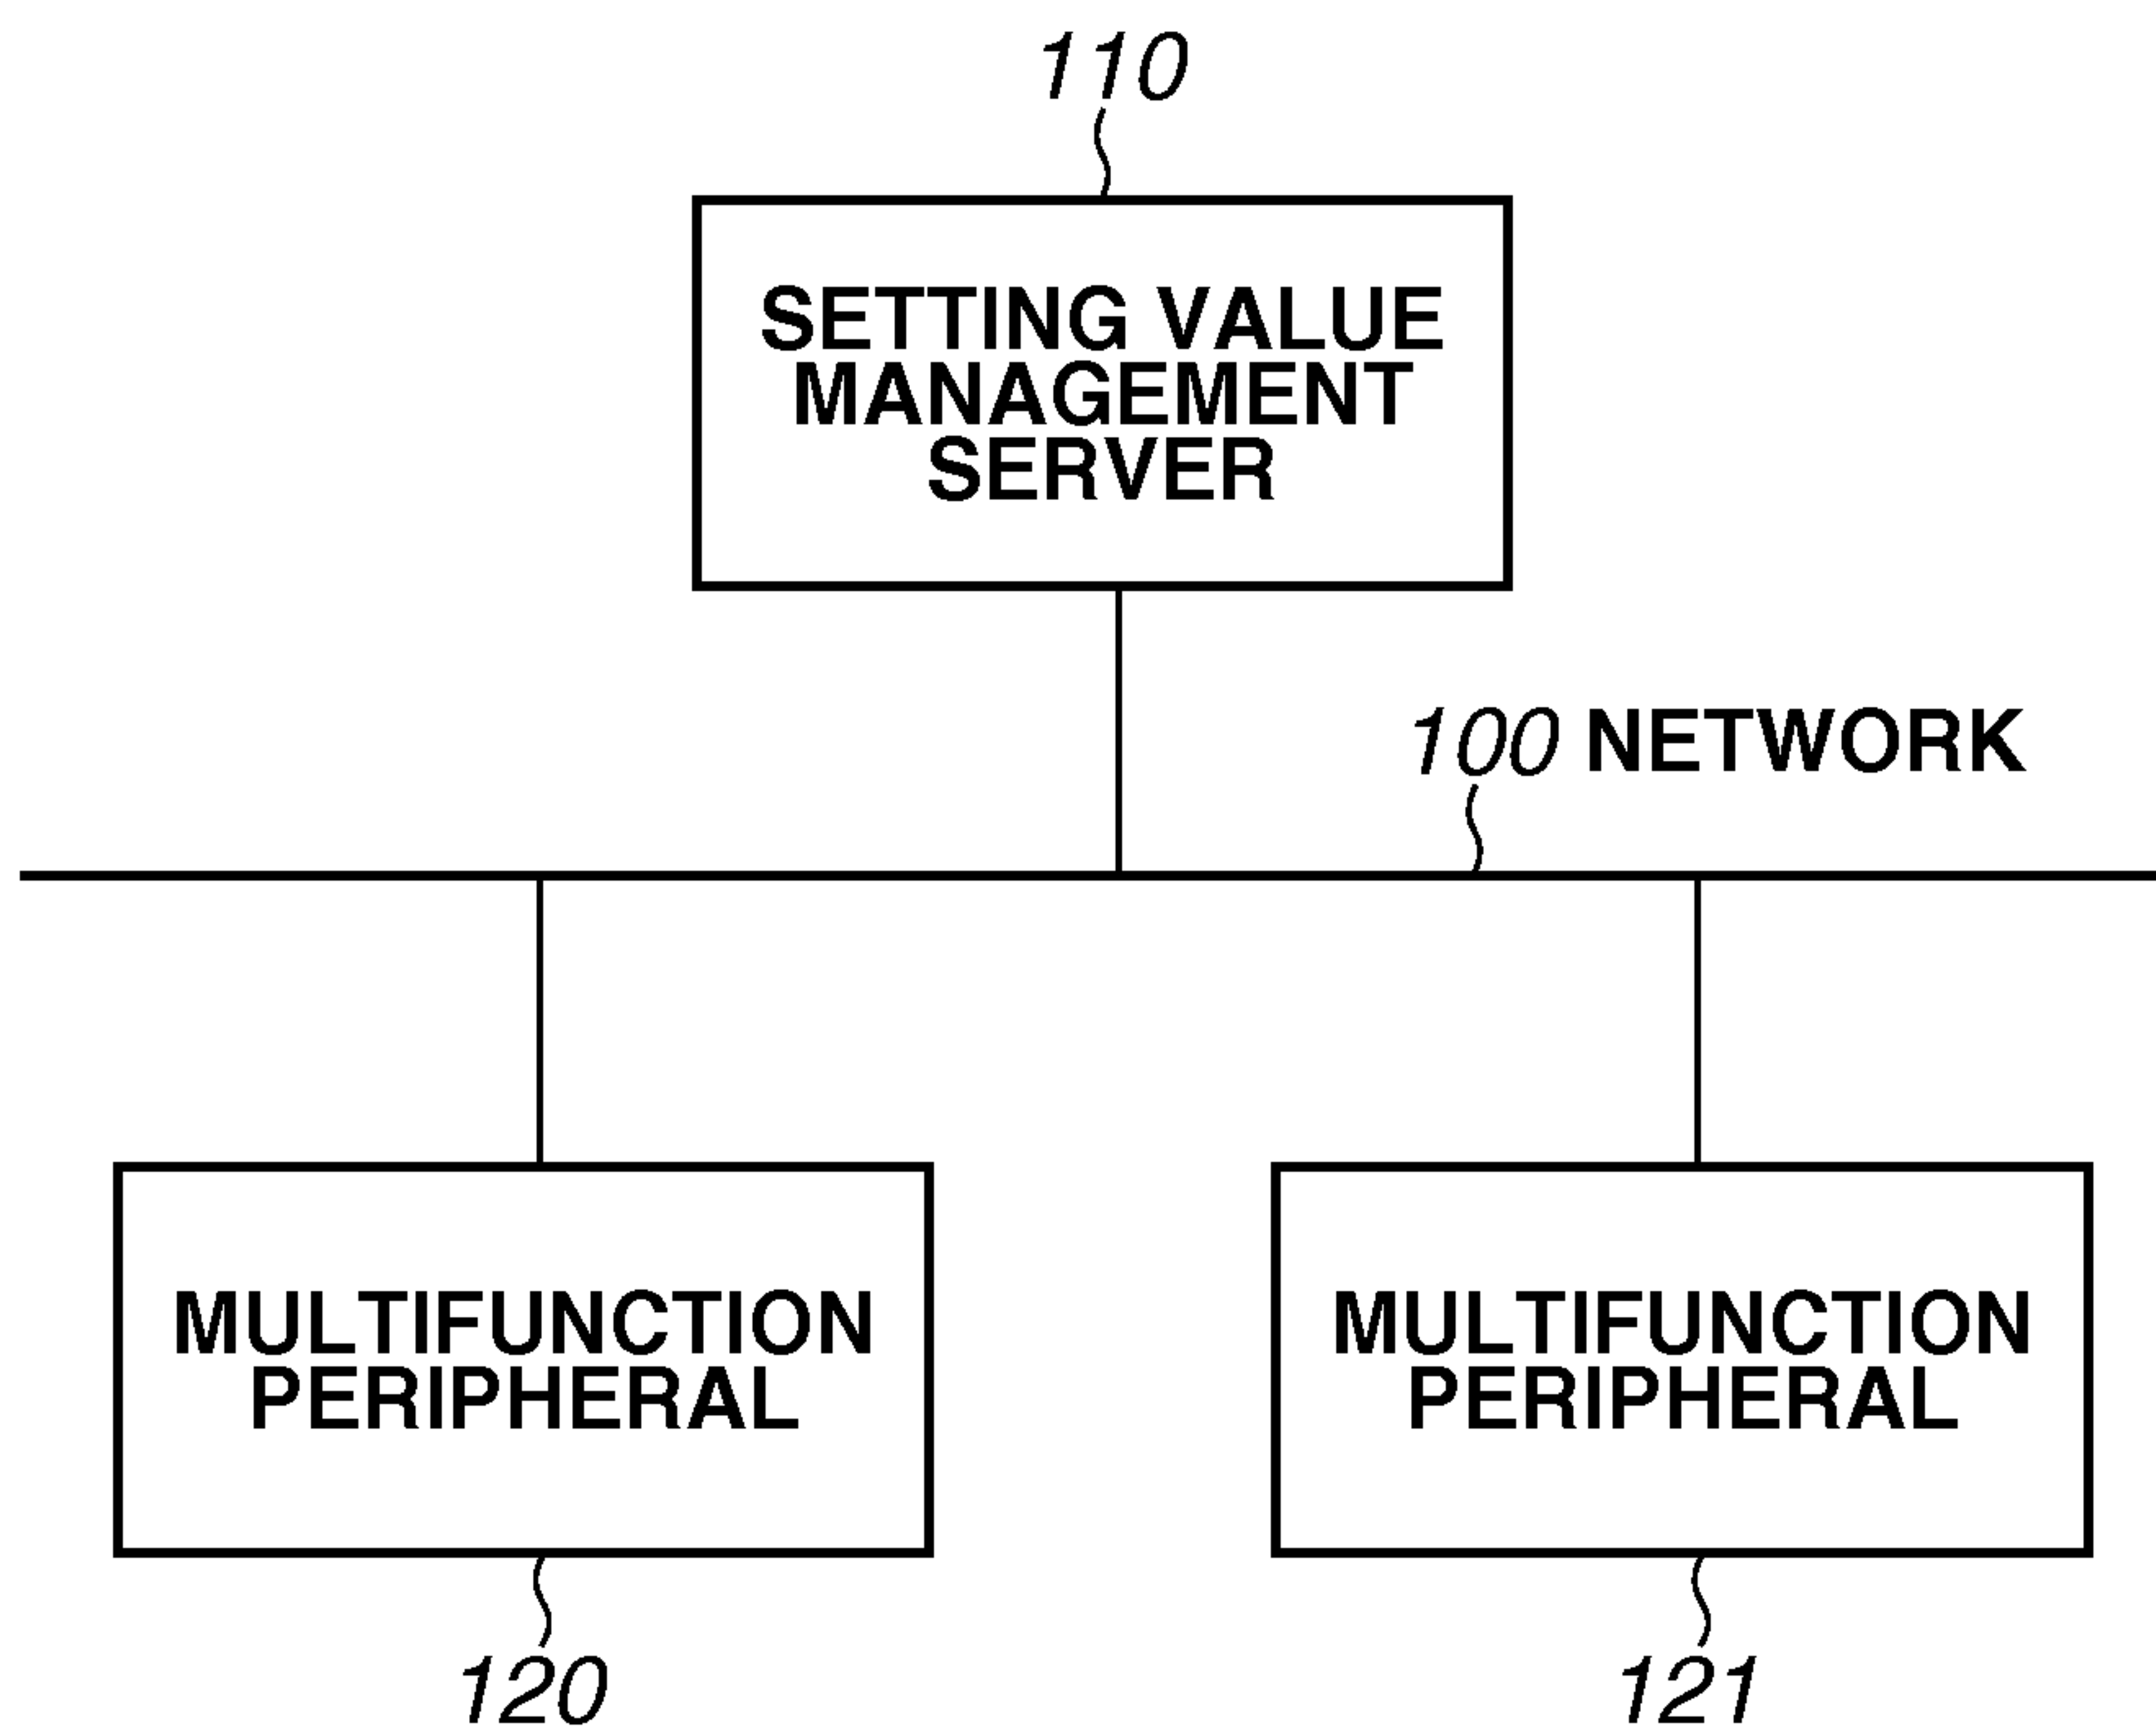 110
SETTING VALUE
MANAGEMENT
SERVER
100 NETWORK
MULTIFUNCTION
PERIPHERAL
MULTIFUNCTION
PERIPHERAL
120
121